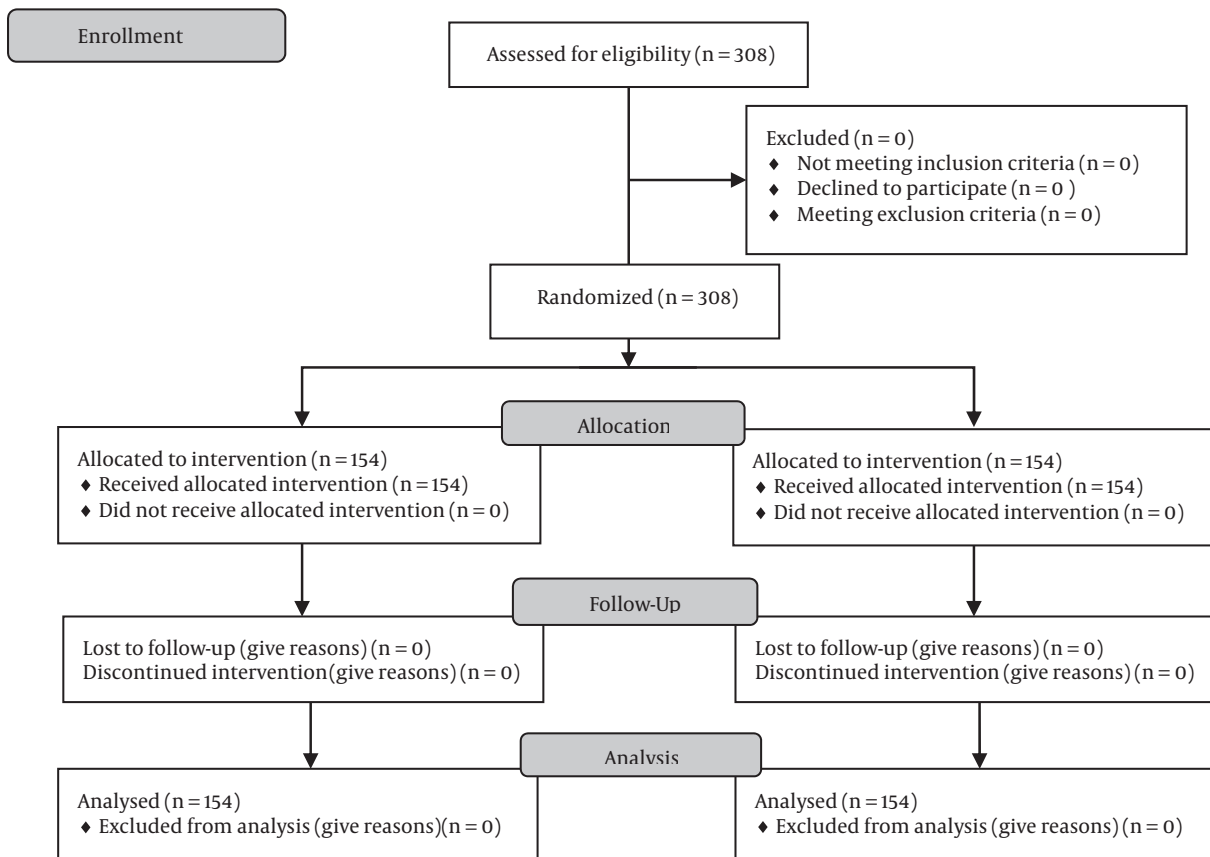 Enrollment
Assessed for eligibility (n = 308)
Excluded (n = 0)
♦ Not meeting inclusion criteria (n = 0)
♦ Declined to participate (n = 0 )
♦ Meeting exclusion criteria (n = 0)
Randomized (n = 308)
Allocation
Allocated to intervention (n = 154)
♦ Received allocated intervention (n = 154)
♦ Did not receive allocated intervention (n = 0)
Allocated to intervention (n = 154)
♦ Received allocated intervention (n = 154)
♦ Did not receive allocated intervention (n = 0)
Follow-Up
Lost to follow-up (give reasons) (n = 0)
Discontinued intervention (give reasons) (n = 0)
Lost to follow-up (give reasons) (n = 0)
Discontinued intervention (give reasons) (n = 0)
Analysis
Analysed (n = 154)
♦ Excluded from analysis (give reasons)(n = 0)
Analysed (n = 154)
♦ Excluded from analysis (give reasons) (n = 0)